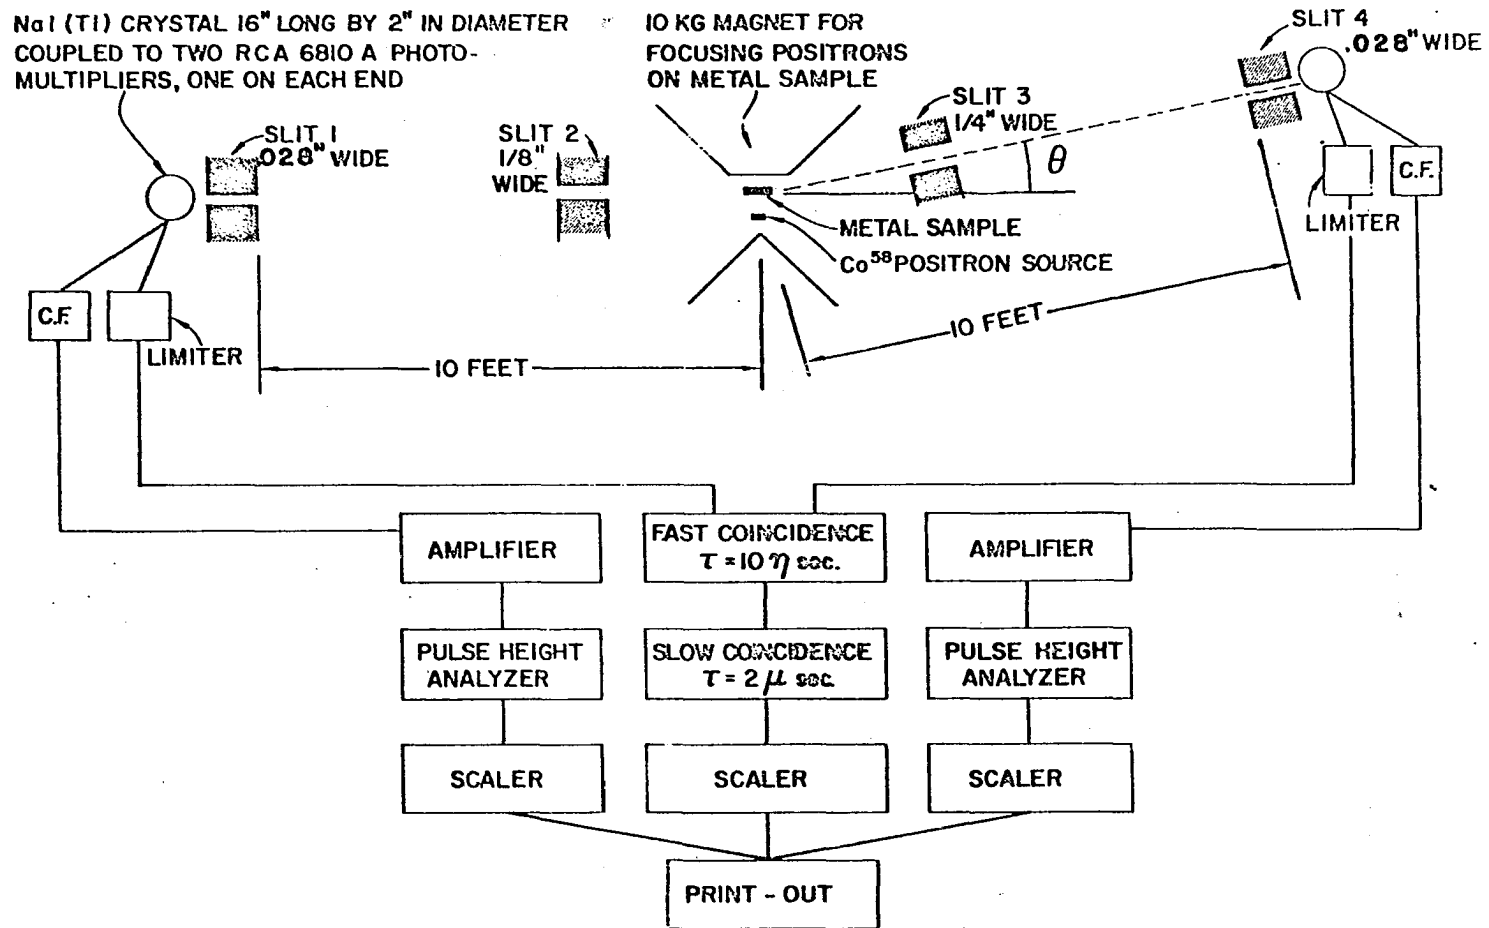 NaI (Tl) CRYSTAL 16" LONG BY 2" IN DIAMETER
COUPLED TO TWO RCA 6810 A PHOTO-
MULTIPLIERS, ONE ON EACH END
10 KG MAGNET FOR
FOCUSING POSITRONS
ON METAL SAMPLE
SLIT 4
.028" WIDE
SLIT 3
1/4" WIDE
SLIT 1
.028" WIDE
SLIT 2
1/8"
WIDE
θ
C.F.
LIMITER
METAL SAMPLE
Co58 POSITRON SOURCE
C.F.
LIMITER
10 FEET
10 FEET
AMPLIFIER
FAST COINCIDENCE
τ = 10 η sec.
AMPLIFIER
PULSE HEIGHT
ANALYZER
SLOW COINCIDENCE
τ = 2 μ sec.
PULSE HEIGHT
ANALYZER
SCALER
SCALER
SCALER
PRINT - OUT